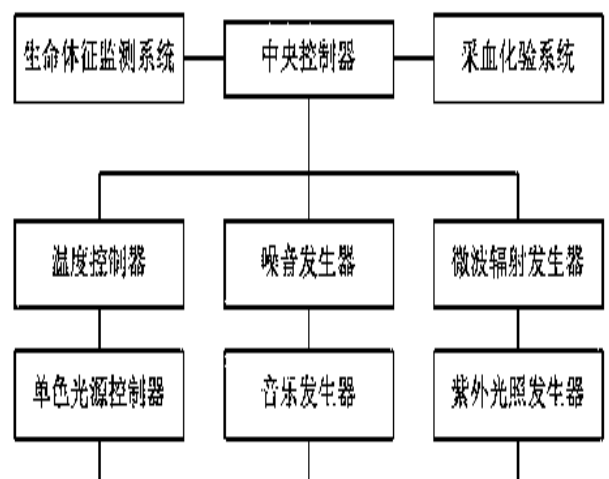 生命体征监测系统
中央控制器
采血化验系统
温度控制器
噪音发生器
微波辐射发生器
单色光源控制器
音乐发生器
紫外光照发生器